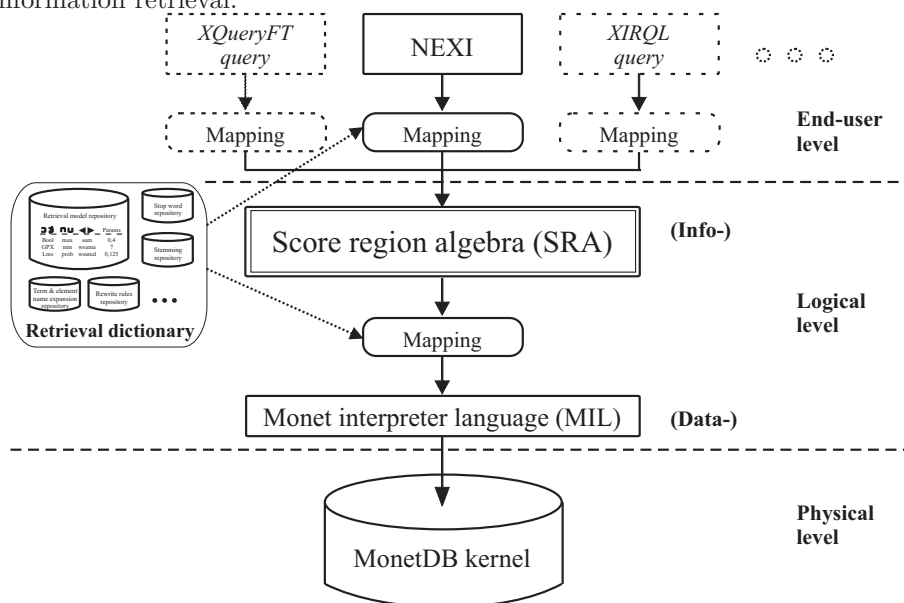 information retrieval.
XQueryFT
query
NEXI
XIRQL
query
Mapping
Mapping
Mapping
End-user
level
Retrieval model repository
Params
Bool max sum 0,4
GPX min wsuma 7
Lms prob wsumd 0,125
Stop word
repository
Stemming
repository
Term & element
name expansion
repository
Rewrite rules
repository
Retrieval dictionary
Score region algebra (SRA)
(Info-)
Logical
level
Mapping
Monet interpreter language (MIL)
(Data-)
MonetDB kernel
Physical
level